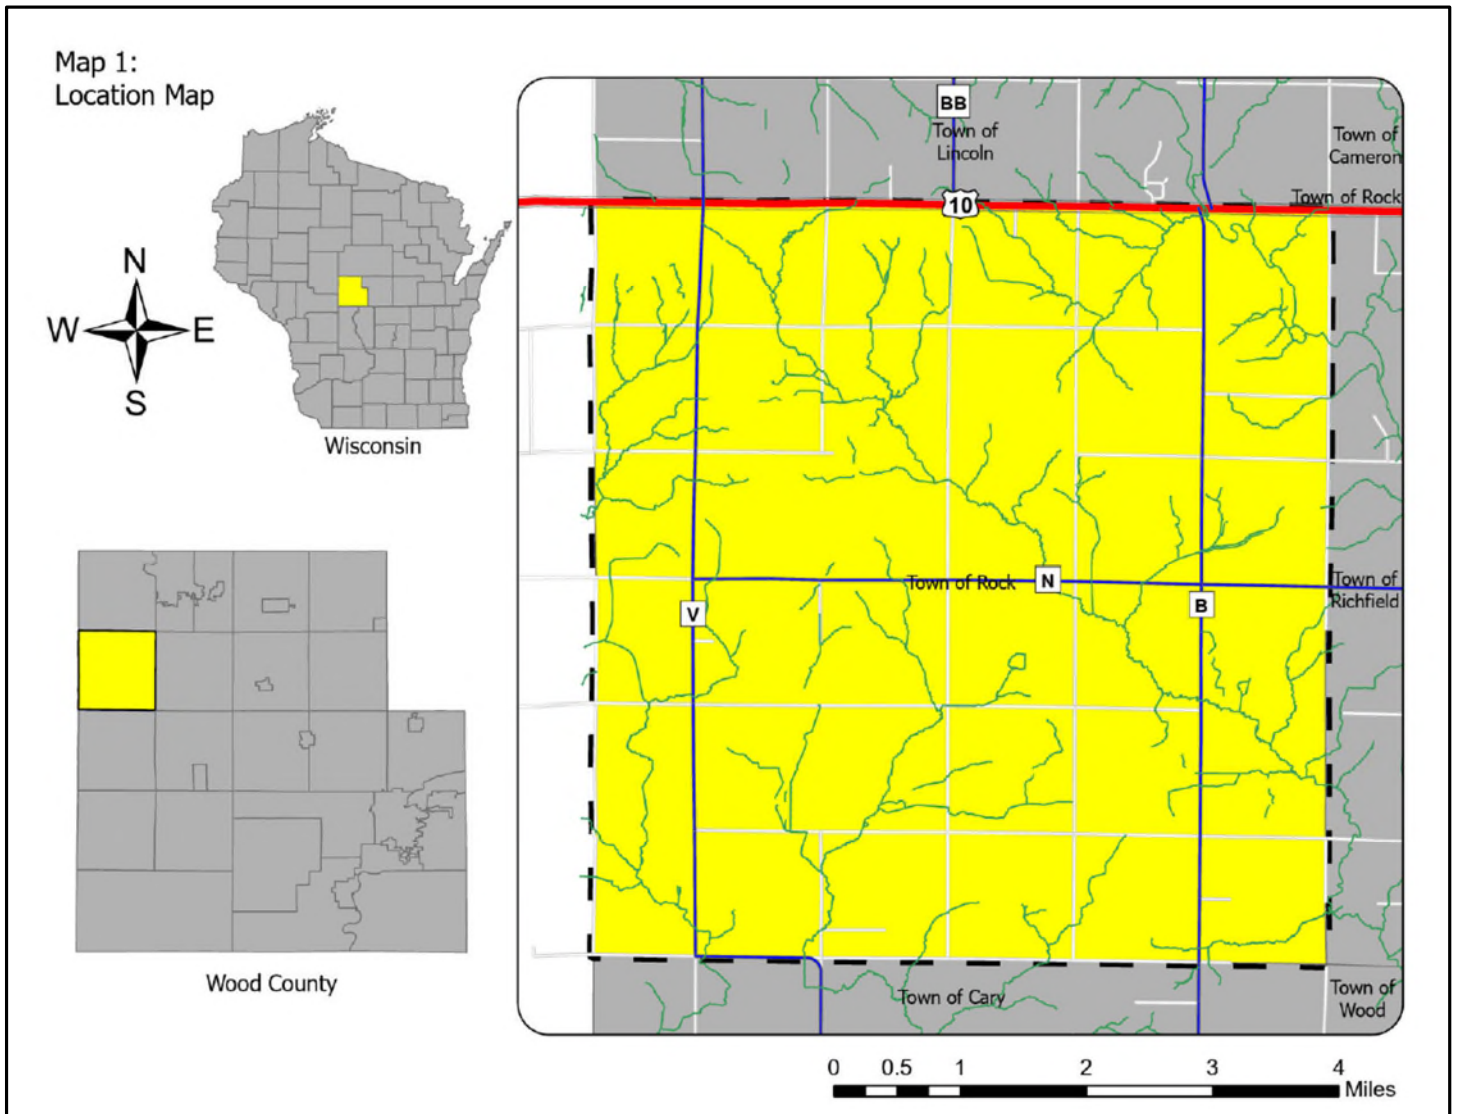 Map 1:
Location Map
N
W
E
S
Wisconsin
Wood County
BB
Town of
Lincoln
Town of
Cameron
Town of Rock
10
Town of Rock
N
Town of
Richfield
V
B
Town of Cary
Town of
Wood
0 0.5 1 2 3 4
Miles